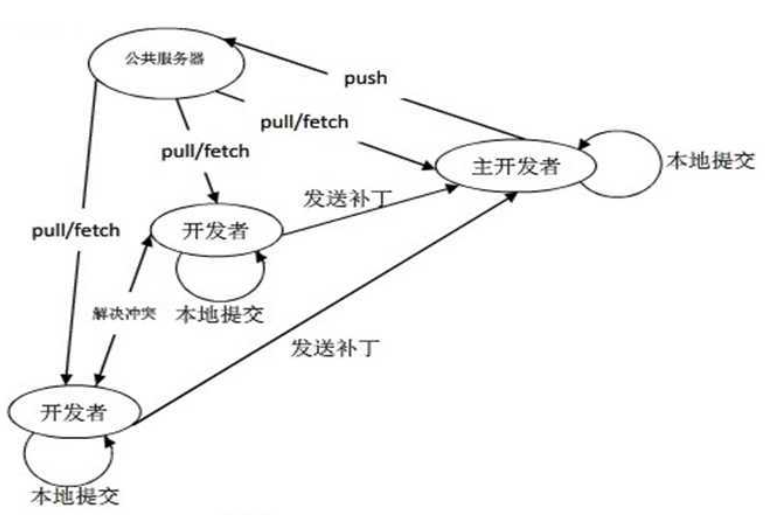 公共服务器
push
pull/fetch
pull/fetch
主开发者
本地提交
发送补丁
pull/fetch
开发者
解决冲突
本地提交
发送补丁
开发者
本地提交